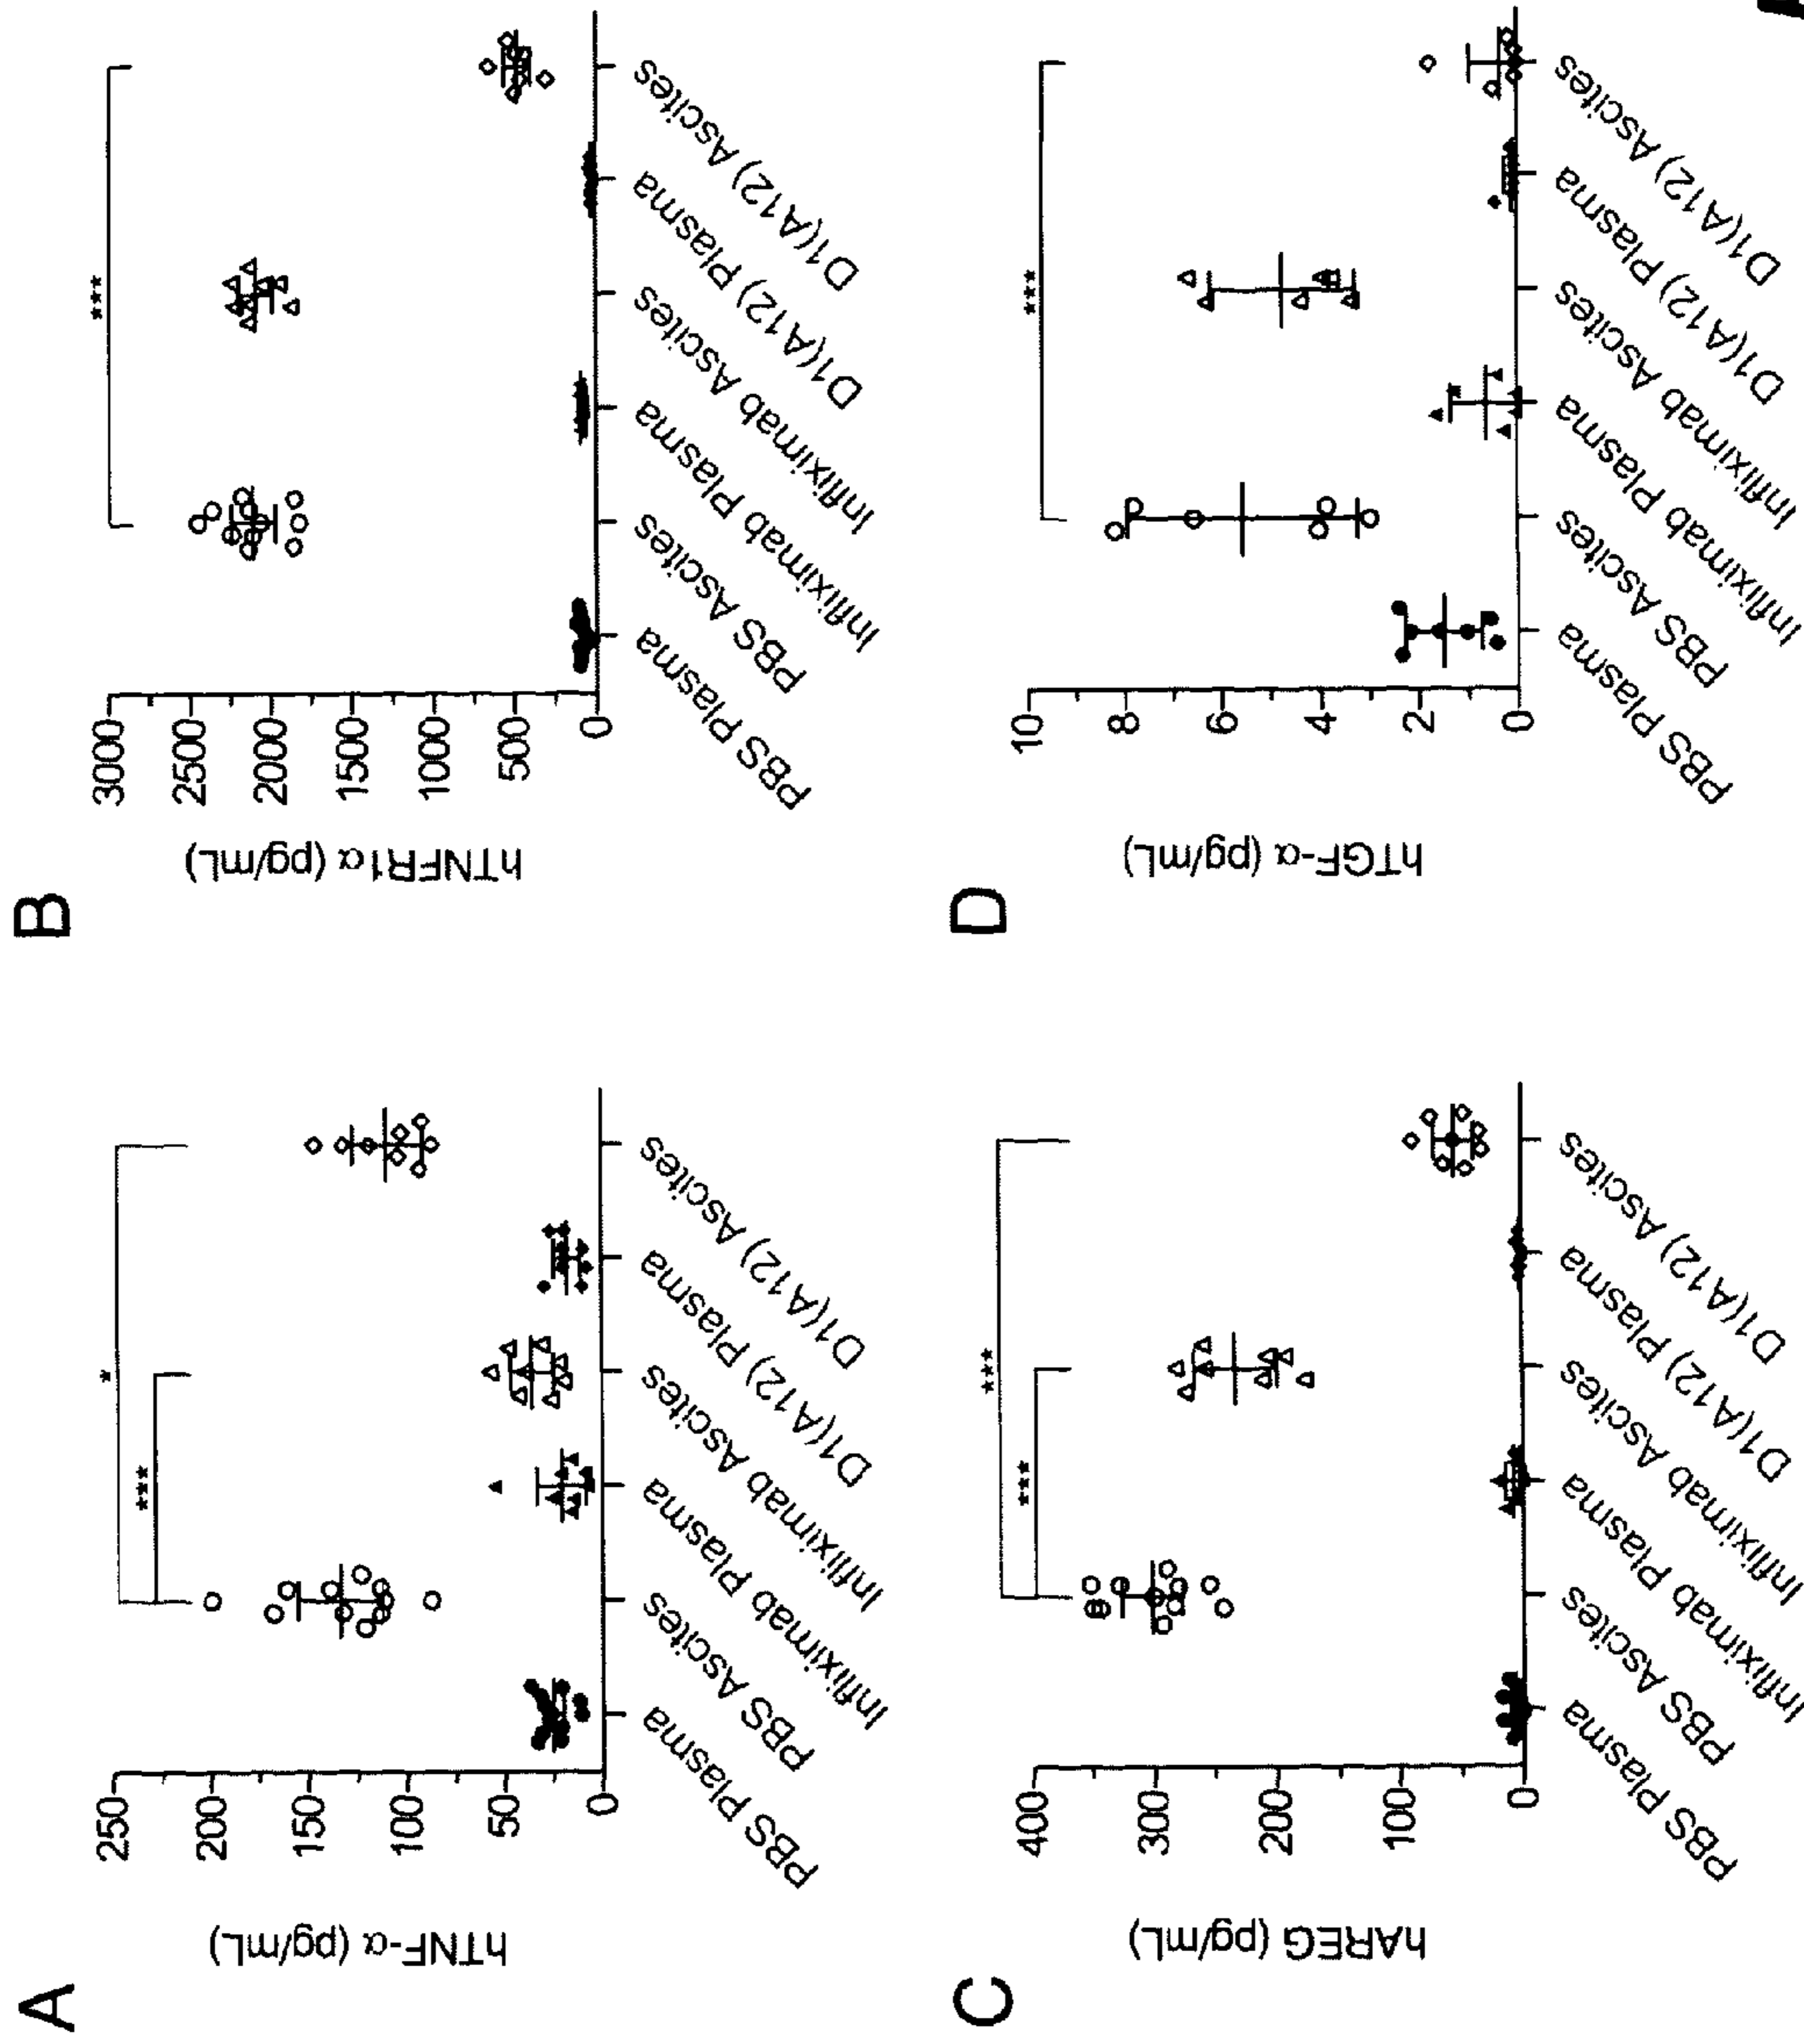 A
hTNF-α (pg/mL)
250
200
150
100
50
0
*
***
PBS Plasma
PBS Ascites
Infliximab Plasma
Infliximab Ascites
D1(A12) Plasma
D1(A12) Ascites
B
hTNFR1α (pg/mL)
3000
2500
2000
1500
1000
500
0
***
PBS Plasma
PBS Ascites
Infliximab Plasma
Infliximab Ascites
D1(A12) Plasma
D1(A12) Ascites
C
hAREG (pg/mL)
400
300
200
100
0
***
***
PBS Plasma
PBS Ascites
Infliximab Plasma
Infliximab Ascites
D1(A12) Plasma
D1(A12) Ascites
D
hTGF-α (pg/mL)
10
8
6
4
2
0
***
PBS Plasma
PBS Ascites
Infliximab Plasma
Infliximab Ascites
D1(A12) Plasma
D1(A12) Ascites